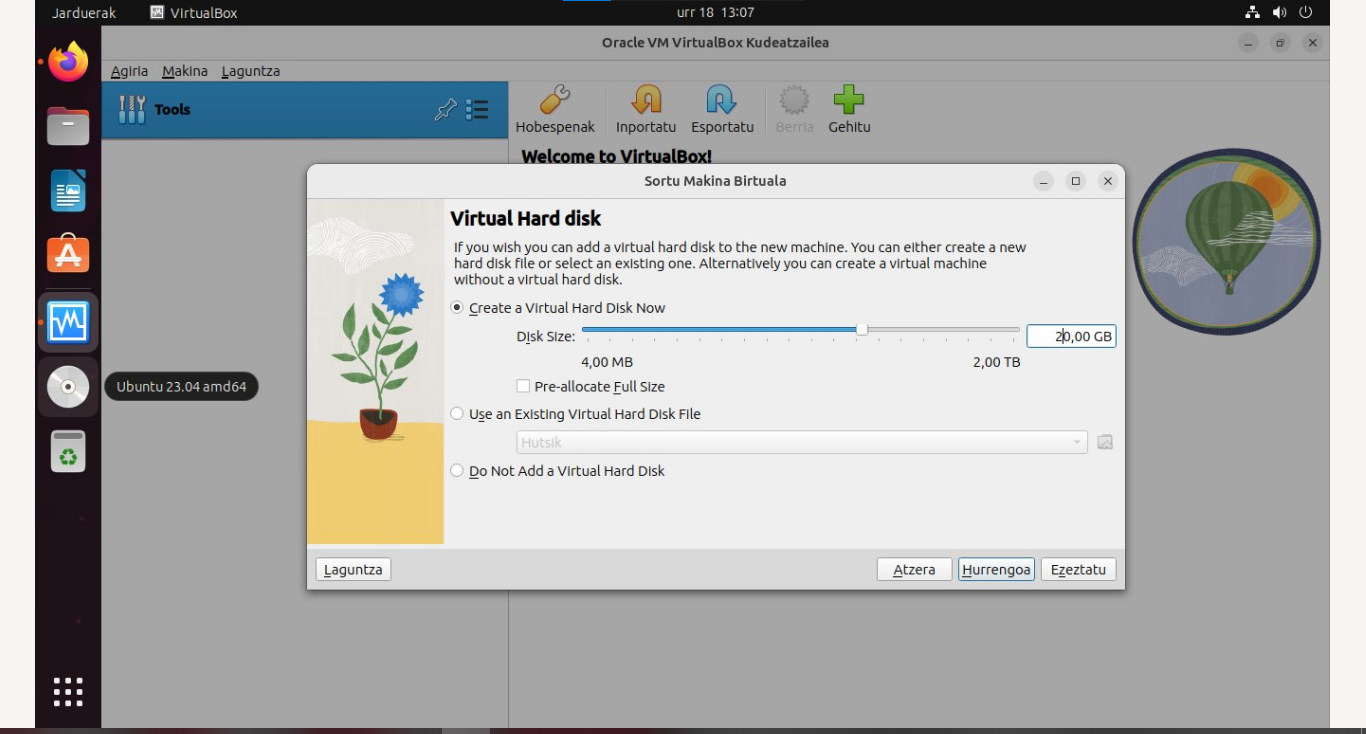 Jarduerak VirtualBox urr 18 13:07
Oracle VM VirtualBox Kudeatzailea
Agiria Makina Laguntza
Tools
Hobespenak Inportatu Esportatu Berria Gehitu
Welcome to VirtualBox!
Sortu Makina Birtuala
Virtual Hard disk
If you wish you can add a virtual hard disk to the new machine. You can either create a new
hard disk file or select an existing one. Alternatively you can create a virtual machine
without a virtual hard disk.
Create a Virtual Hard Disk Now
Disk Size: 20,00 GB
4,00 MB 2,00 TB
Pre-allocate Full Size
Ubuntu 23.04 amd64
Use an Existing Virtual Hard Disk File
Hutsik
Do Not Add a Virtual Hard Disk
Laguntza Atzera Hurrengoa Ezeztatu